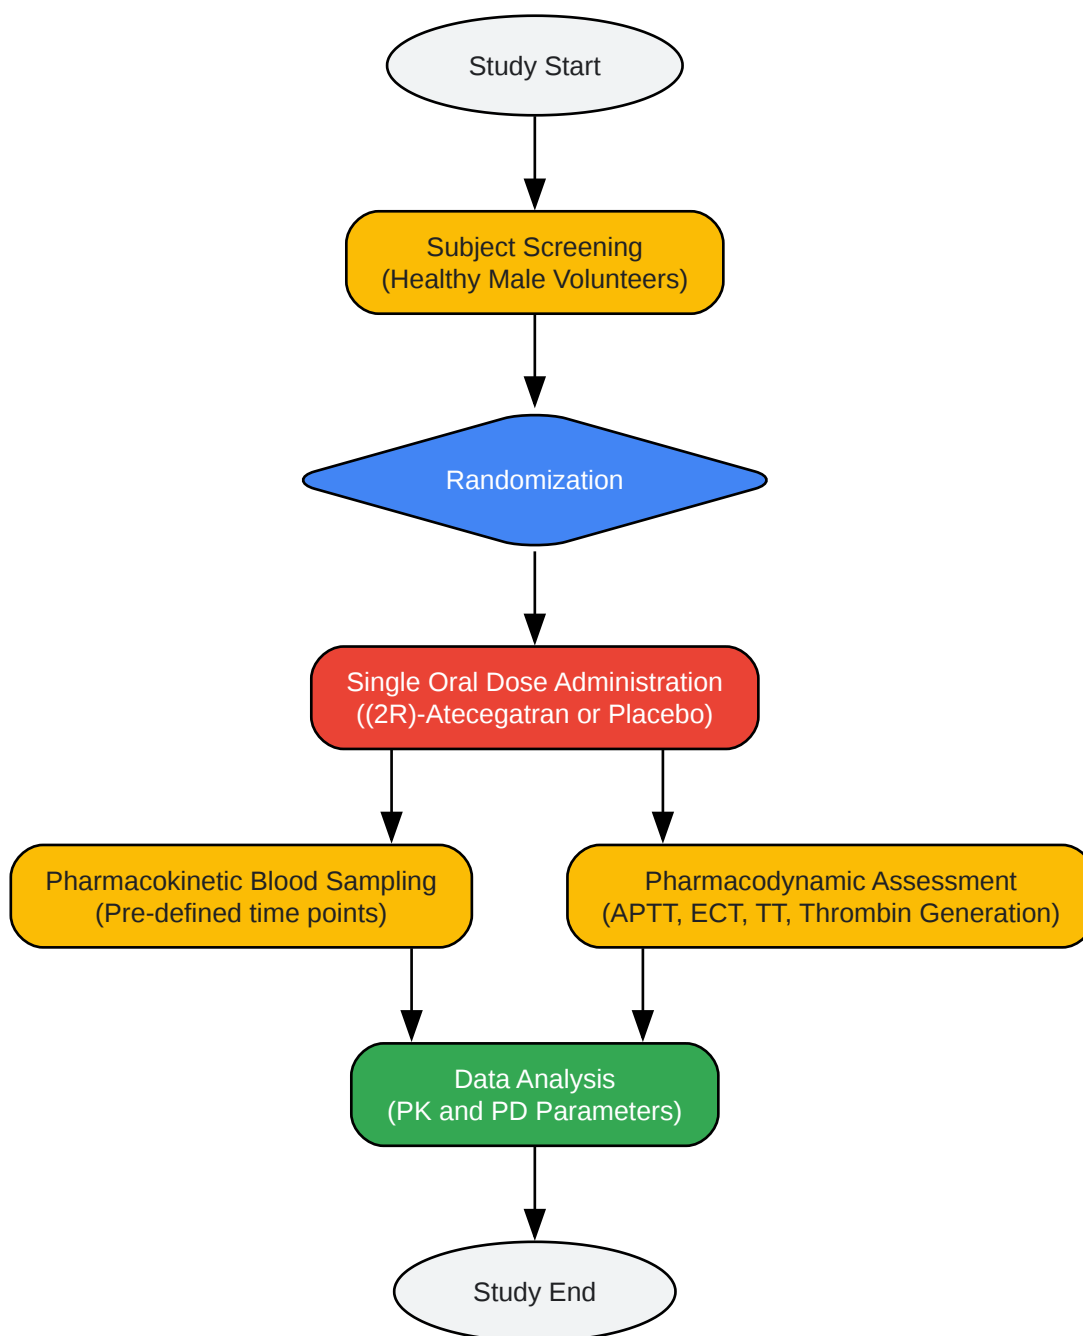 Study Start
Subject Screening
(Healthy Male Volunteers)
Randomization
Single Oral Dose Administration
((2R)-Atecegatran or Placebo)
Pharmacokinetic Blood Sampling
(Pre-defined time points)
Pharmacodynamic Assessment
(APTT, ECT, TT, Thrombin Generation)
Data Analysis
(PK and PD Parameters)
Study End